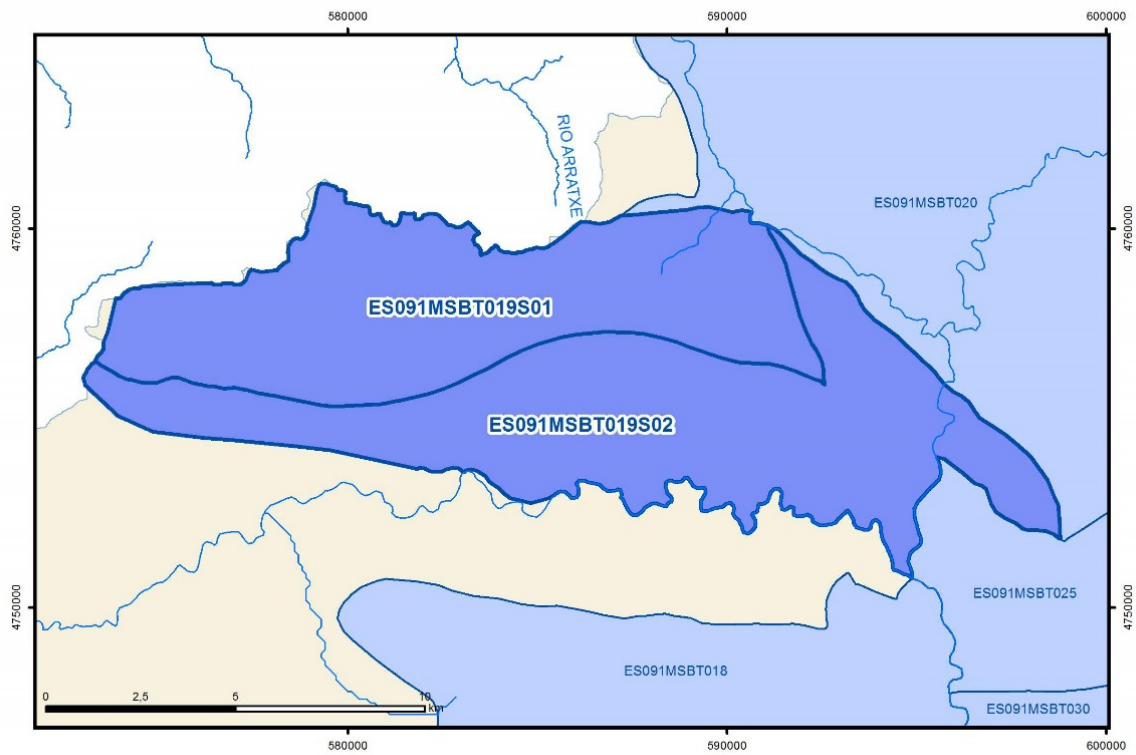 580000
590000
600000
RIO ARRATXE
ES091MSBT020
4760000
4760000
ES091MSBT019S01
ES091MSBT019S02
ES091MSBT025
4750000
4750000
ES091MSBT018
0
2,5
5
10
km
ES091MSBT030
580000
590000
600000